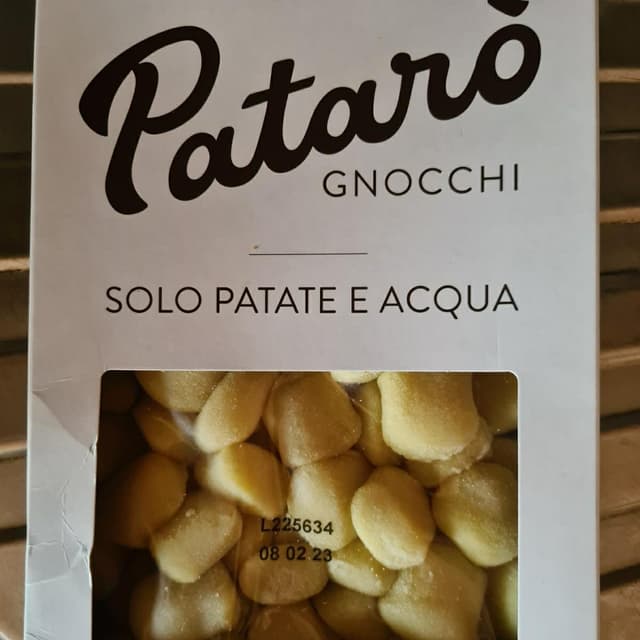 Patarò
GNOCCHI
SOLO PATATE E ACQUA
L225634
08 02 23